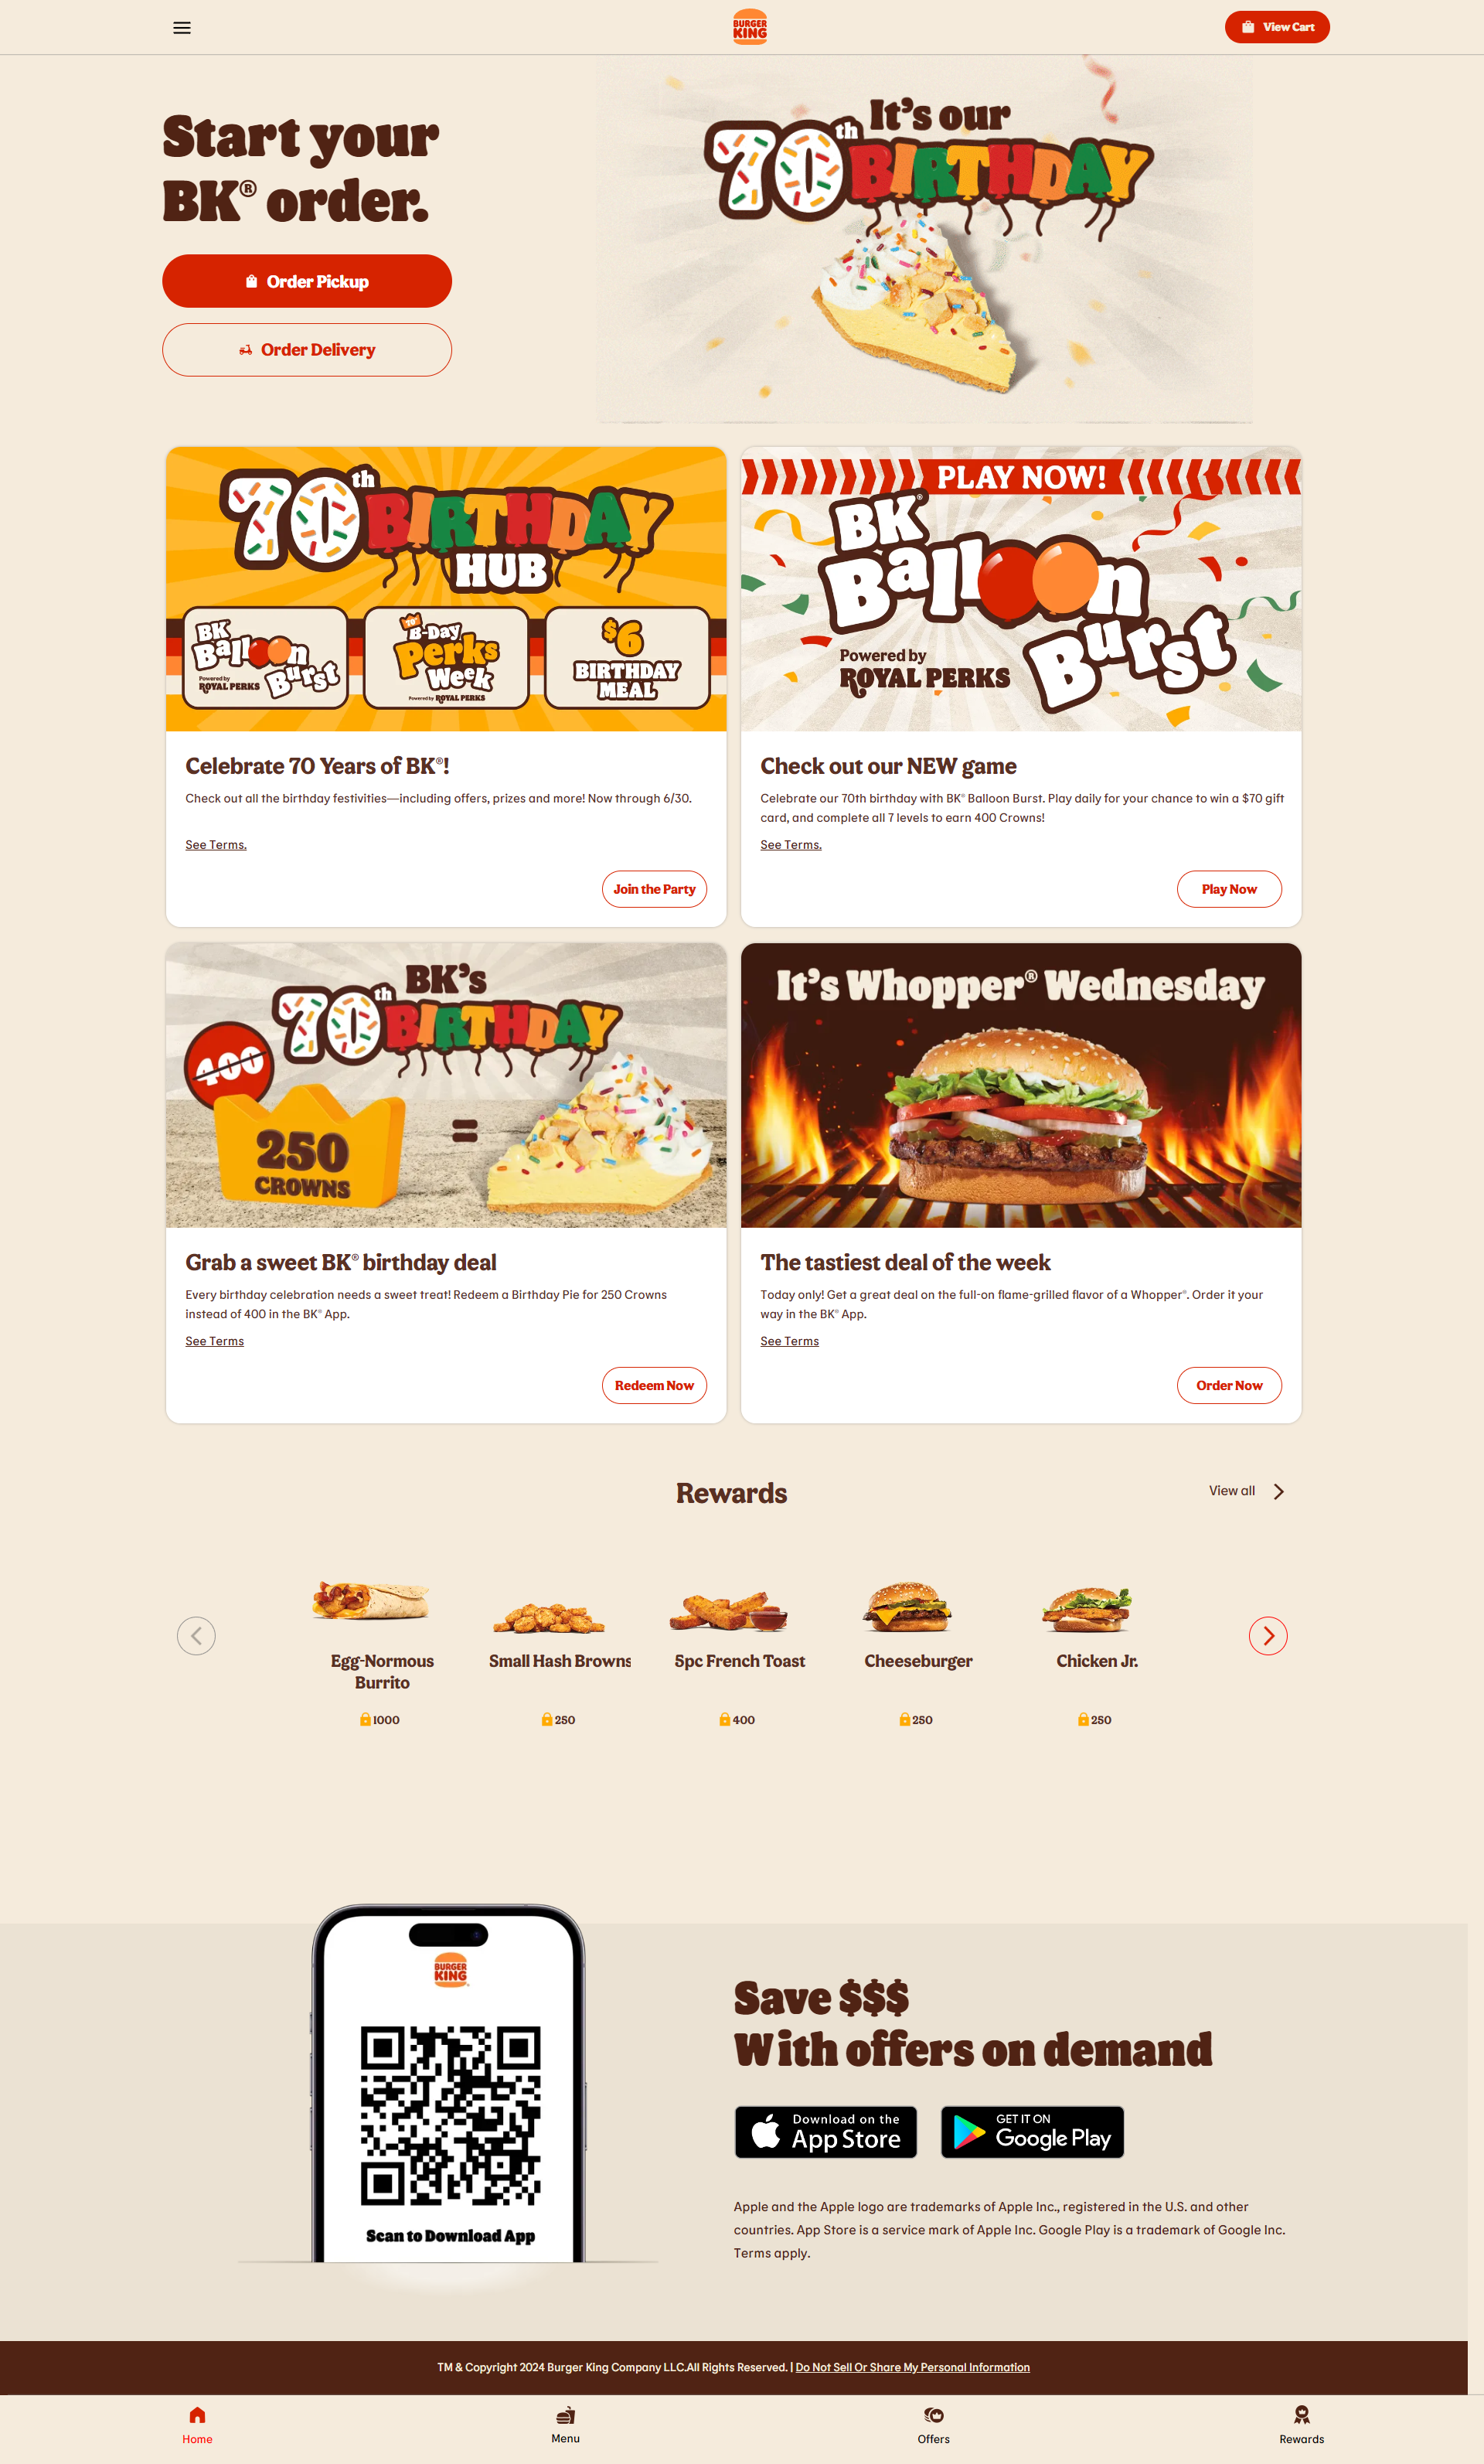 BURGER
KING
View Cart
Start your
BK® order.
Order Pickup
Order Delivery
It's our
70th BIRTHDAY
70th BIRTHDAY
HUB
BK
Balloon
Burst
Powered by
ROYAL PERKS
70
B-Day
Perks
Week
Powered by ROYAL PERKS
$6
BIRTHDAY
MEAL
Celebrate 70 Years of BK®!
Check out all the birthday festivities—including offers, prizes and more! Now through 6/30.
See Terms.
Join the Party
PLAY NOW!
BK®
Balloon
Burst
Powered by
ROYAL PERKS
Check out our NEW game
Celebrate our 70th birthday with BK® Balloon Burst. Play daily for your chance to win a $70 gift
card, and complete all 7 levels to earn 400 Crowns!
See Terms.
Play Now
BK's
70th BIRTHDAY
400
250
CROWNS
=
Grab a sweet BK® birthday deal
Every birthday celebration needs a sweet treat! Redeem a Birthday Pie for 250 Crowns
instead of 400 in the BK® App.
See Terms
Redeem Now
It's Whopper® Wednesday
The tastiest deal of the week
Today only! Get a great deal on the full-on flame-grilled flavor of a Whopper®. Order it your
way in the BK® App.
See Terms
Order Now
Rewards
View all
Egg-Normous
Burrito
1000
Small Hash Browns
250
5pc French Toast
400
Cheeseburger
250
Chicken Jr.
250
BURGER
KING
Scan to Download App
Save $$$
With offers on demand
Download on the
App Store
GET IT ON
Google Play
Apple and the Apple logo are trademarks of Apple Inc., registered in the U.S. and other
countries. App Store is a service mark of Apple Inc. Google Play is a trademark of Google Inc.
Terms apply.
TM & Copyright 2024 Burger King Company LLC.All Rights Reserved. | Do Not Sell Or Share My Personal Information
Home
Menu
Offers
Rewards